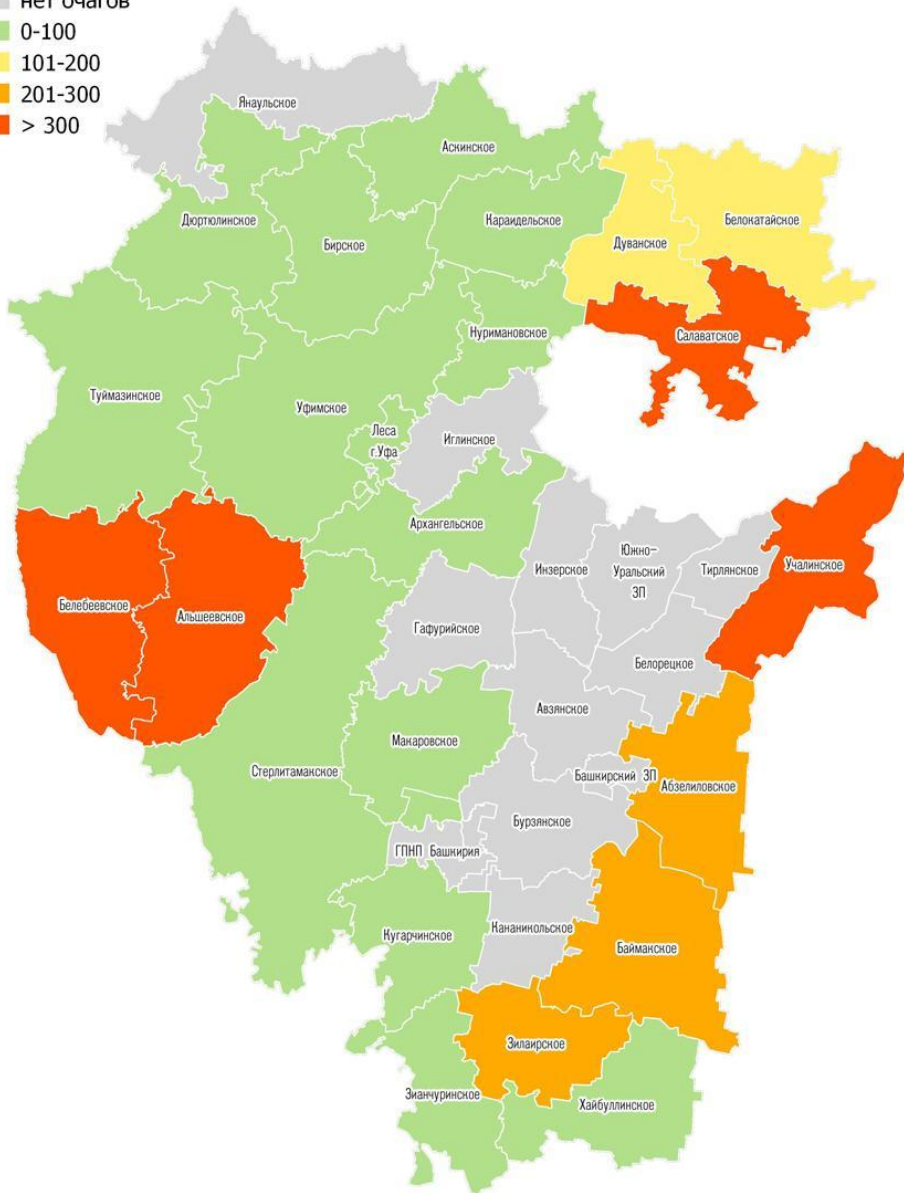 нет очагов
0-100
101-200
201-300
> 300
Янаульское
Аскинское
Дюртюлинское
Бирское
Караидельское
Дуванское
Белокатайское
Нуримановское
Салаватское
Туймазинское
Уфимское
Леса
г.Уфа
Иглинское
Архангельское
Инзерское
Южно-
Уральский
ЗП
Тирлянское
Учалинское
Белебеевское
Альшеевское
Гафурийское
Белорецкое
Авзянское
Макаровское
Стерлитамакское
Башкирский ЗП
Абзелиловское
Бурзянское
ГПНП Башкирия
Кугарчинское
Кананикольское
Баймакское
Зилаирское
Зианчуринское
Хайбуллинское